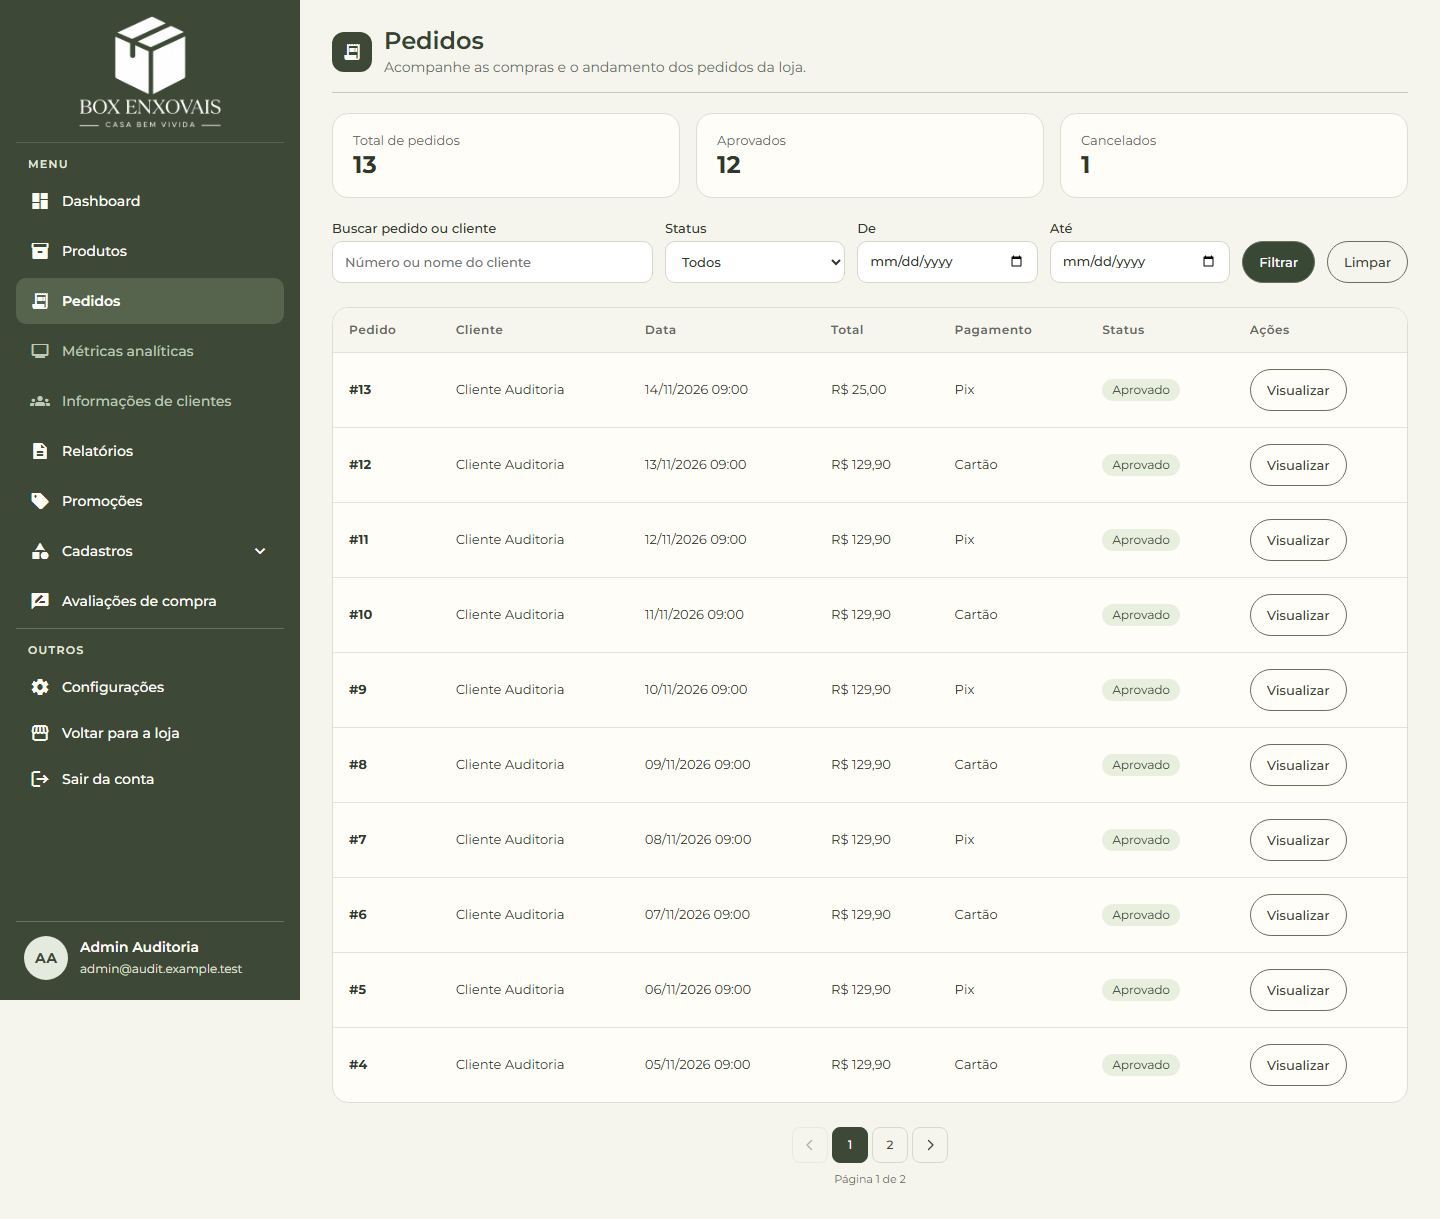 BOX ENXOVAIS
CASA BEM VIVIDA
MENU
Dashboard
Produtos
Pedidos
Métricas analíticas
Informações de clientes
Relatórios
Promoções
Cadastros
Avaliações de compra
OUTROS
Configurações
Voltar para a loja
Sair da conta
AA
Admin Auditoria
admin@audit.example.test
Pedidos
Acompanhe as compras e o andamento dos pedidos da loja.
Total de pedidos
13
Aprovados
12
Cancelados
1
Buscar pedido ou cliente
Número ou nome do cliente
Status
Todos
De
mm/dd/yyyy
Até
mm/dd/yyyy
Filtrar
Limpar
Pedido Cliente Data Total Pagamento Status Ações
#13 Cliente Auditoria 14/11/2026 09:00 R$ 25,00 Pix Aprovado Visualizar
#12 Cliente Auditoria 13/11/2026 09:00 R$ 129,90 Cartão Aprovado Visualizar
#11 Cliente Auditoria 12/11/2026 09:00 R$ 129,90 Pix Aprovado Visualizar
#10 Cliente Auditoria 11/11/2026 09:00 R$ 129,90 Cartão Aprovado Visualizar
#9 Cliente Auditoria 10/11/2026 09:00 R$ 129,90 Pix Aprovado Visualizar
#8 Cliente Auditoria 09/11/2026 09:00 R$ 129,90 Cartão Aprovado Visualizar
#7 Cliente Auditoria 08/11/2026 09:00 R$ 129,90 Pix Aprovado Visualizar
#6 Cliente Auditoria 07/11/2026 09:00 R$ 129,90 Cartão Aprovado Visualizar
#5 Cliente Auditoria 06/11/2026 09:00 R$ 129,90 Pix Aprovado Visualizar
#4 Cliente Auditoria 05/11/2026 09:00 R$ 129,90 Cartão Aprovado Visualizar
1 2
Página 1 de 2